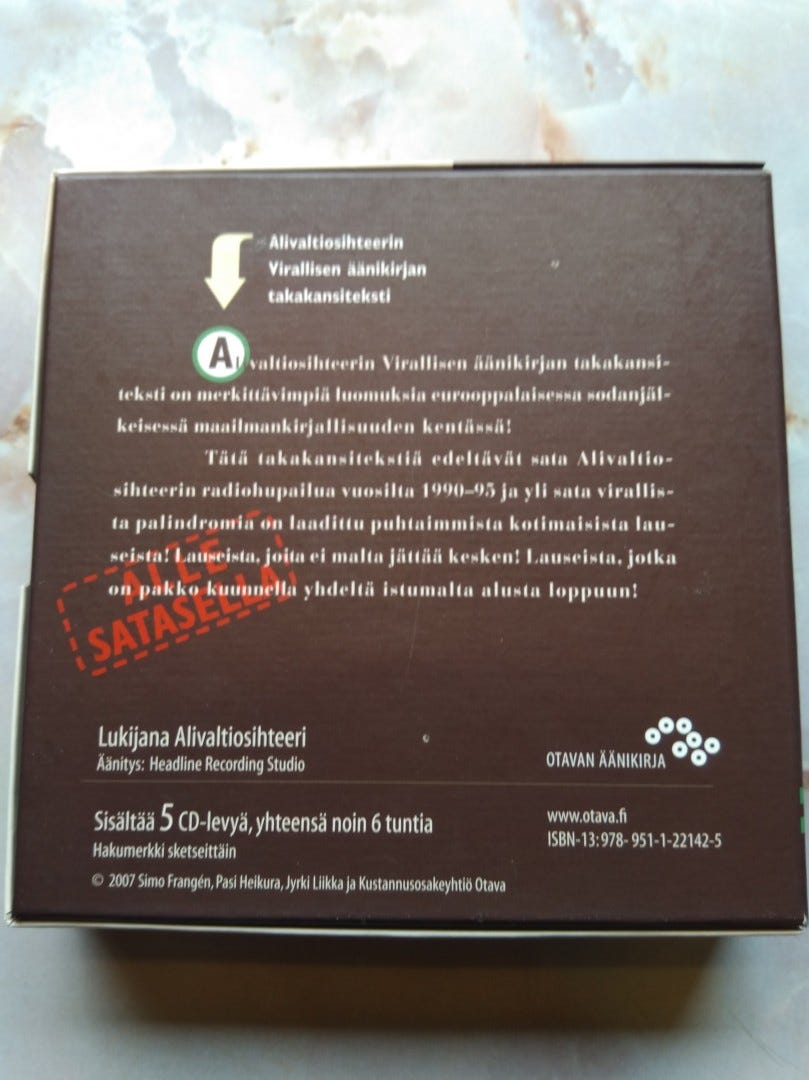 Alivaltiosihteerin
Virallisen äänikirjan
takakansiteksti
Alivaltiosihteerin Virallisen äänikirjan takakansi-
teksti on merkittävimpiä luomuksia eurooppalaisessa sodanjäl-
keisessä maailmankirjallisuuden kentässä!
Tätä takakansitekstiä edeltävät sata Alivaltio-
sihteerin radiohupailua vuosilta 1990–95 ja yli sata virallis-
ta palindromia on laadittu puhtaimmista kotimaisista lau-
seista! Lauseista, joita ei malta jättää kesken! Lauseista, jotka
on pakko kuunnella yhdeltä istumalta alusta loppuun!
ALLE
SATASELLA
Lukijana Alivaltiosihteeri
Äänitys: Headline Recording Studio
OTAVAN ÄÄNIKIRJA
Sisältää 5 CD-levyä, yhteensä noin 6 tuntia
Hakumerkki sketseittäin
© 2007 Simo Frangén, Pasi Heikura, Jyrki Liikka ja Kustannusosakeyhtiö Otava
www.otava.fi
ISBN-13: 978- 951-1-22142-5